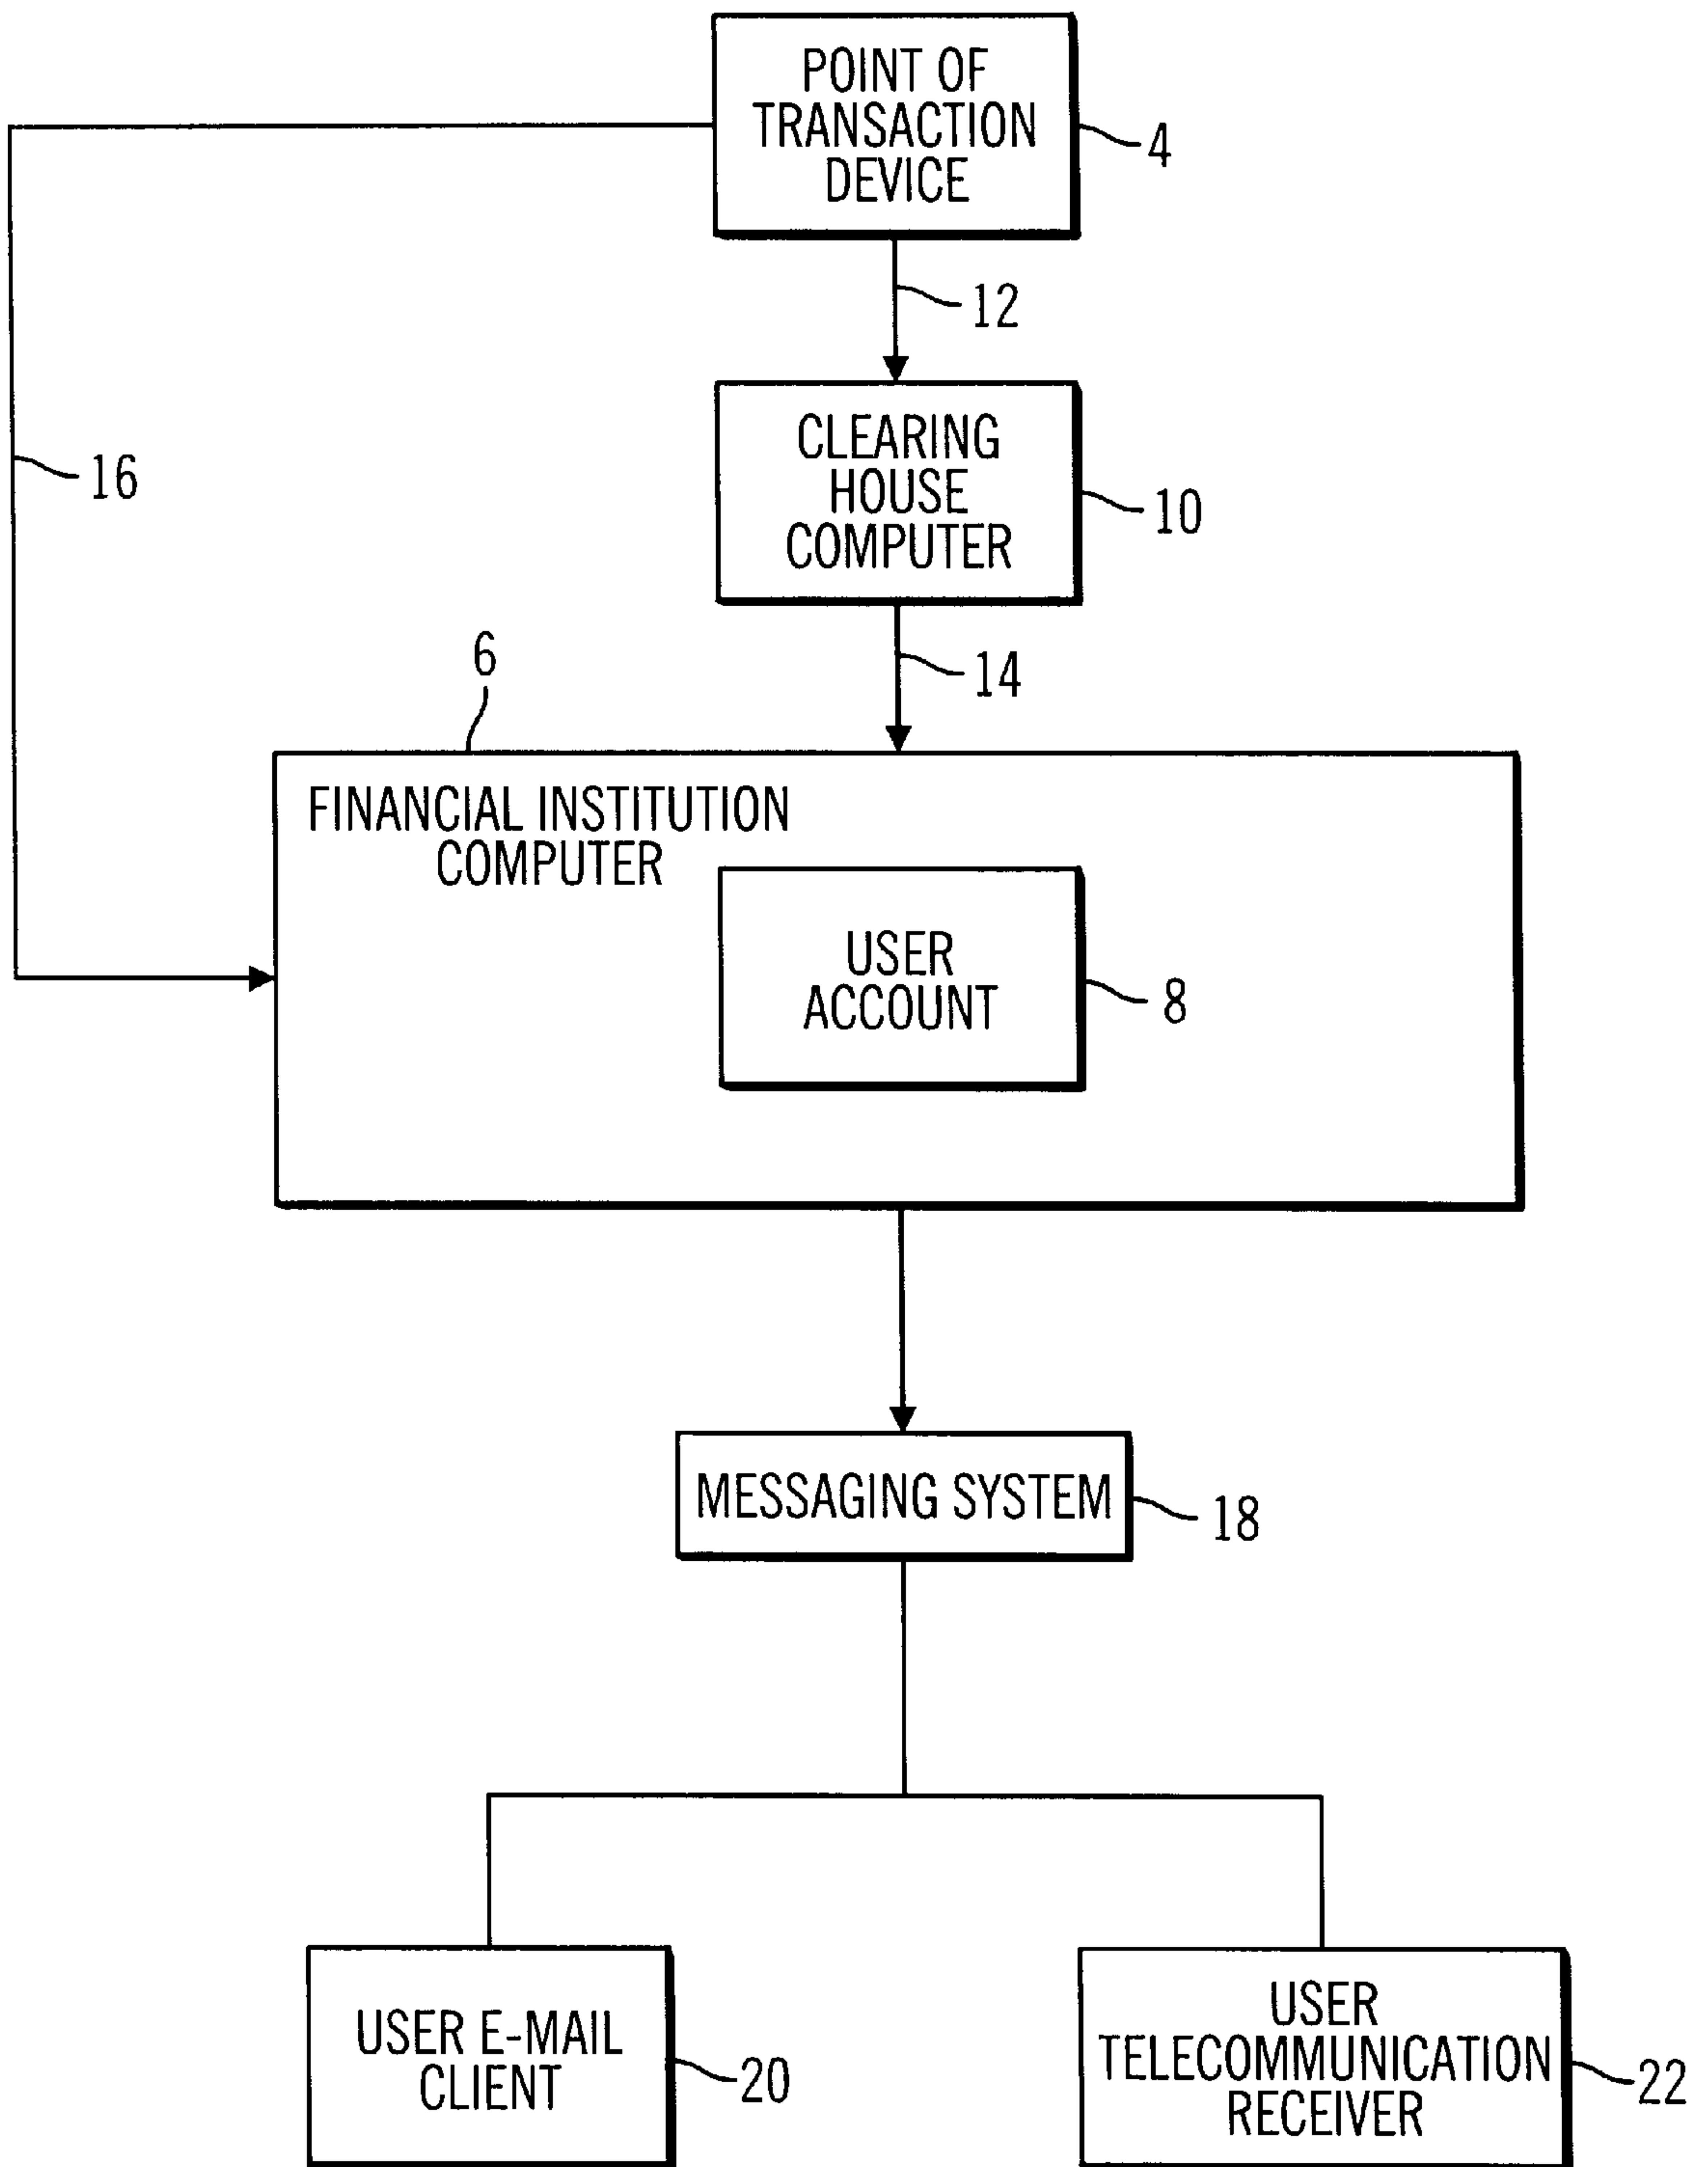 POINT OF
TRANSACTION
DEVICE
4
12
CLEARING
HOUSE
COMPUTER
16
10
6
14
FINANCIAL INSTITUTION
COMPUTER
USER
ACCOUNT
8
MESSAGING SYSTEM
18
USER E-MAIL
CLIENT
20
USER
TELECOMMUNICATION
RECEIVER
22